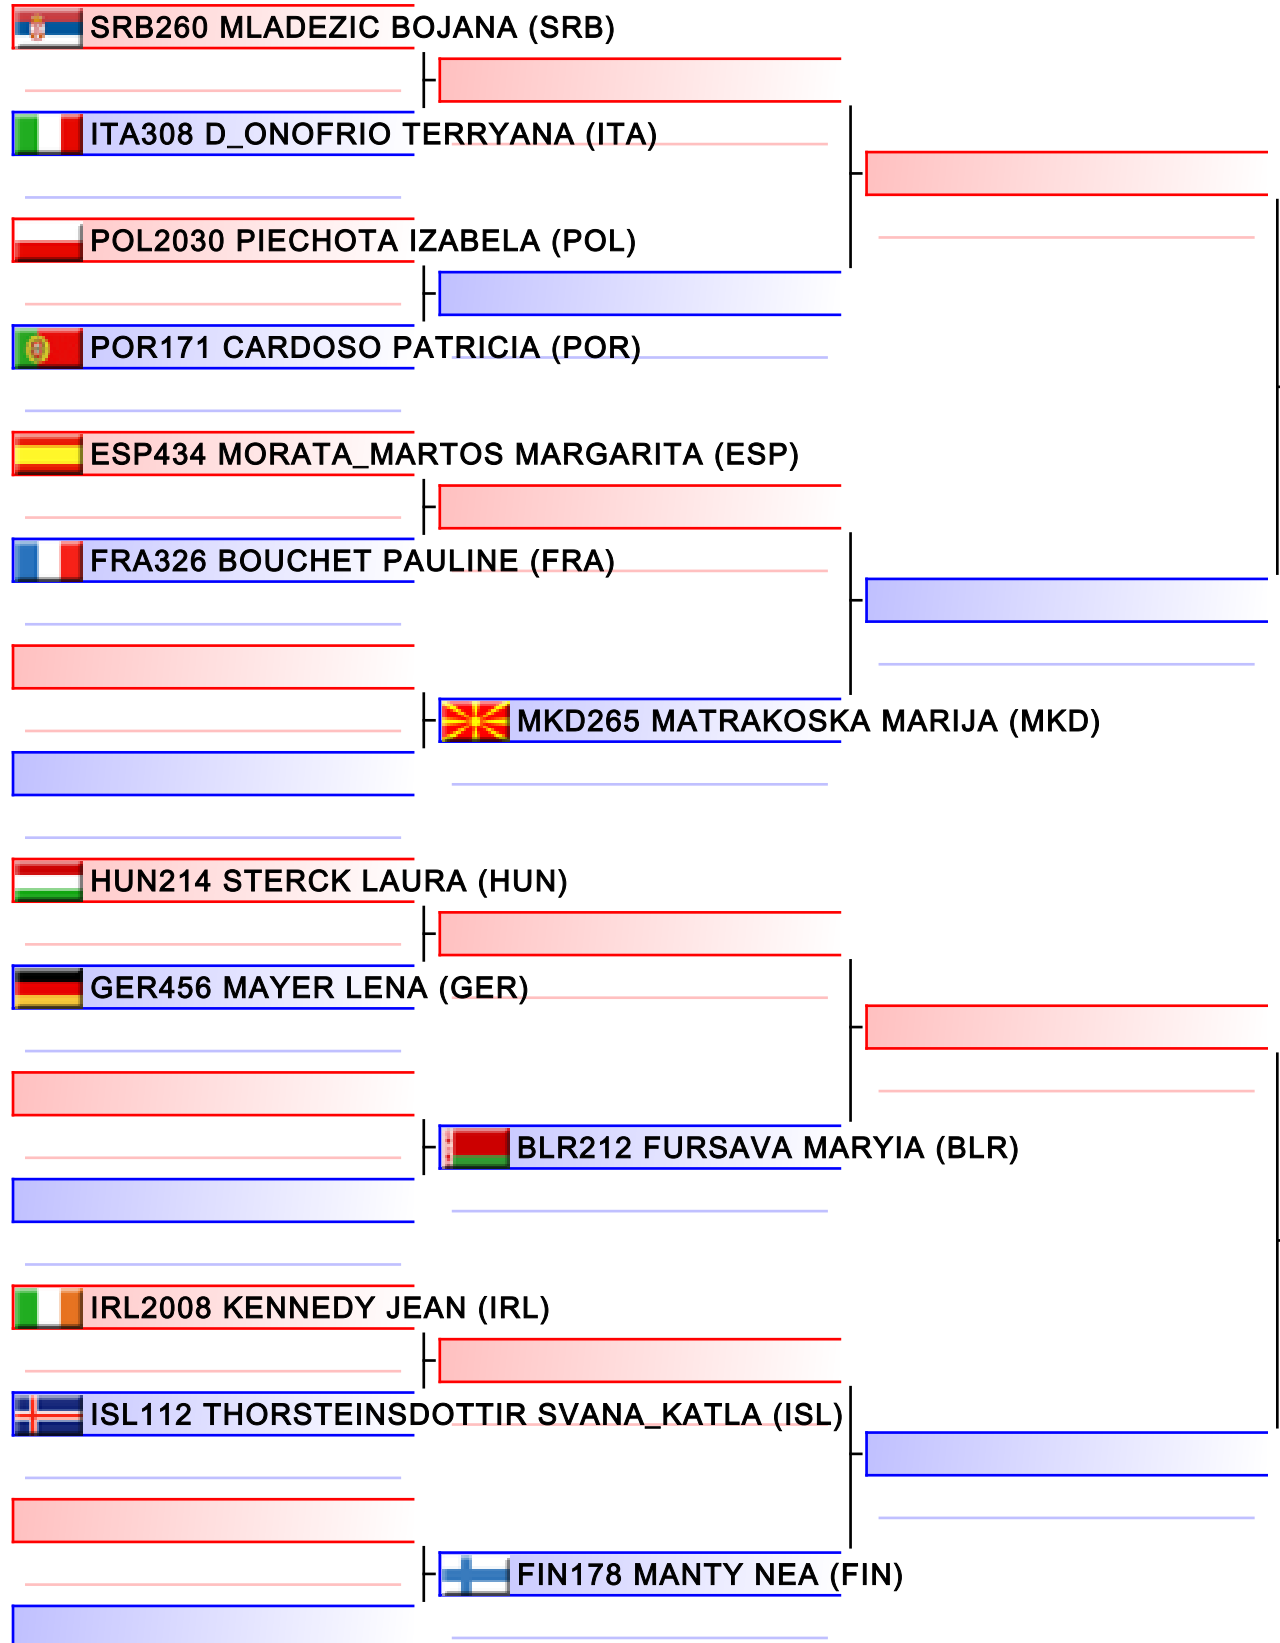 SRB260 MLADEZIC BOJANA (SRB)
ITA308 D_ONOFRIO TERRYANA (ITA)
POL2030 PIECHOTA IZABELA (POL)
POR171 CARDOSO PATRICIA (POR)
ESP434 MORATA_MARTOS MARGARITA (ESP)
FRA326 BOUCHET PAULINE (FRA)
MKD265 MATRAKOSKA MARIJA (MKD)
HUN214 STERCK LAURA (HUN)
GER456 MAYER LENA (GER)
BLR212 FURSAVA MARYIA (BLR)
IRL2008 KENNEDY JEAN (IRL)
ISL112 THORSTEINSDOTTIR SVANA_KATLA (ISL)
FIN178 MANTY NEA (FIN)